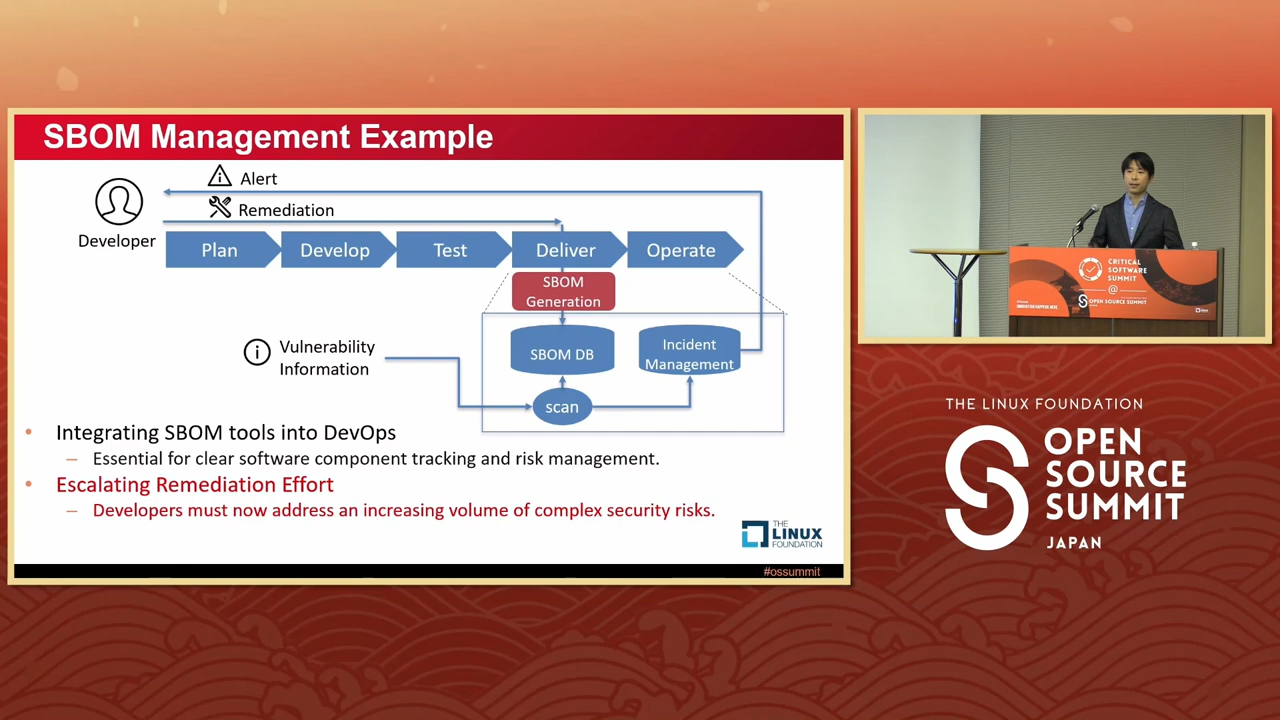 SBOM Management Example
Alert
Remediation
Developer
Plan
Develop
Test
Deliver
Operate
SBOM
Generation
Vulnerability
Information
SBOM DB
Incident
Management
scan
• Integrating SBOM tools into DevOps
– Essential for clear software component tracking and risk management.
• Escalating Remediation Effort
– Developers must now address an increasing volume of complex security risks.
THE
LINUX
FOUNDATION
#ossummit
CRITICAL
SOFTWARE
SUMMIT
@
OPEN SOURCE SUMMIT
THE LINUX FOUNDATION
OPEN
SOURCE
SUMMIT
JAPAN